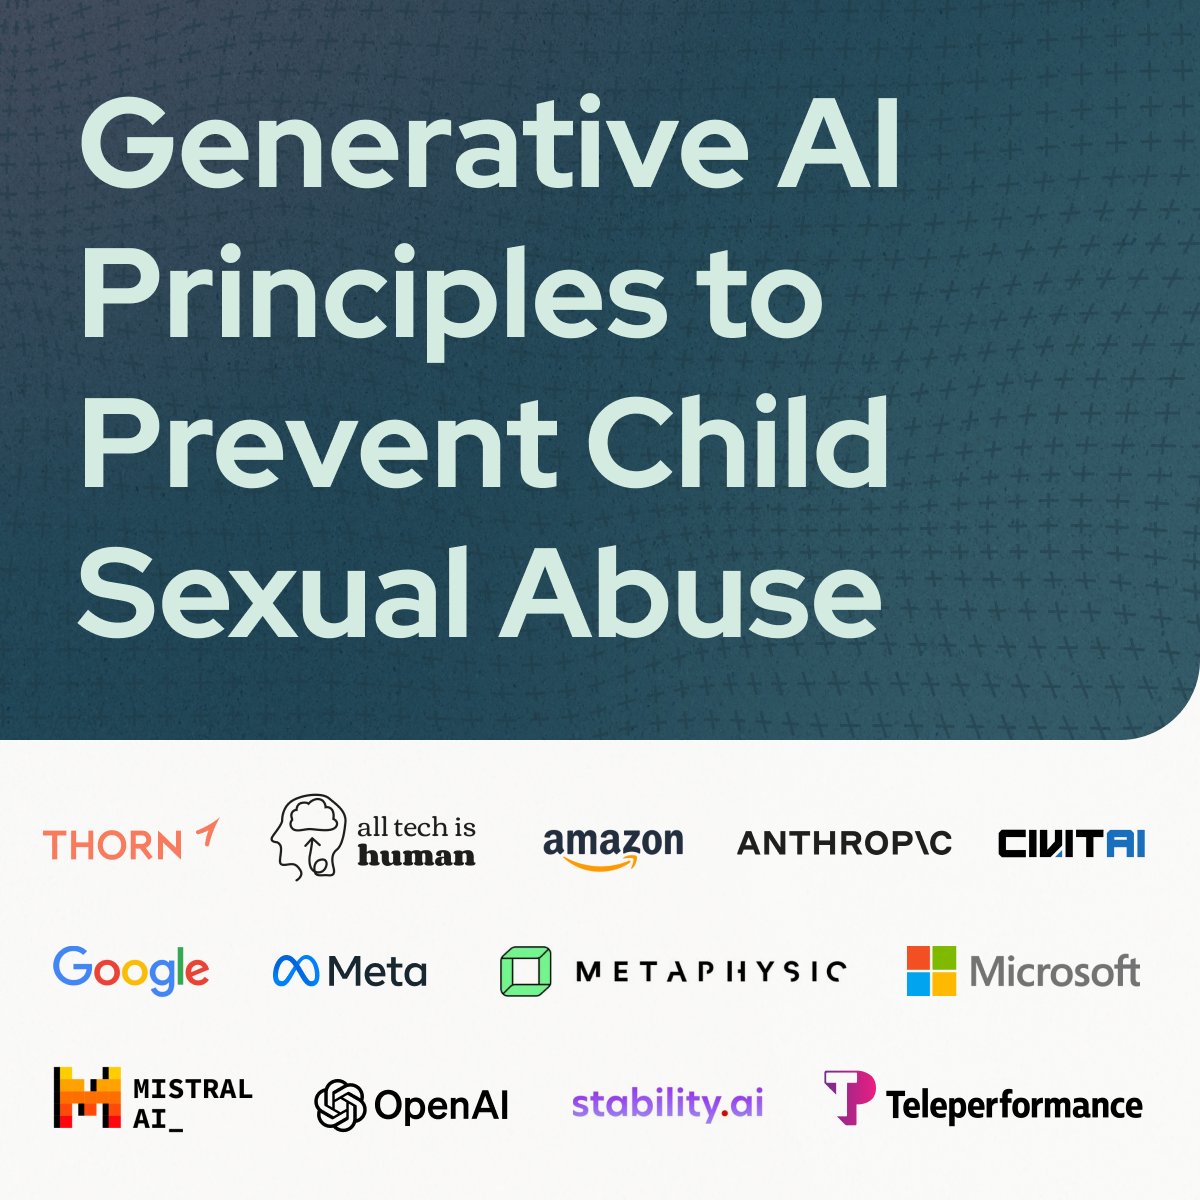 Generative AI
Principles to
Prevent Child
Sexual Abuse
THORN
all tech is
human
amazon
ANTHROP\C
CIVITAI
Google
Meta
METAPHYSIC
Microsoft
MISTRAL
AI_
OpenAI
stability.ai
TP
Teleperformance